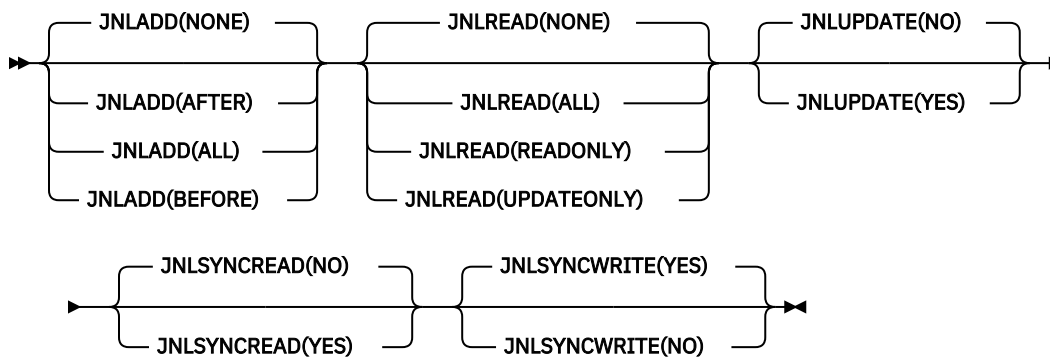 JNLADD(NONE) JNLREAD(NONE) JNLUPDATE(NO)
JNLADD(AFTER) JNLREAD(ALL) JNLUPDATE(YES)
JNLADD(ALL) JNLREAD(READONLY)
JNLADD(BEFORE) JNLREAD(UPDATEONLY)
JNLSYNCREAD(NO) JNLSYNCWRITE(YES)
JNLSYNCREAD(YES) JNLSYNCWRITE(NO)